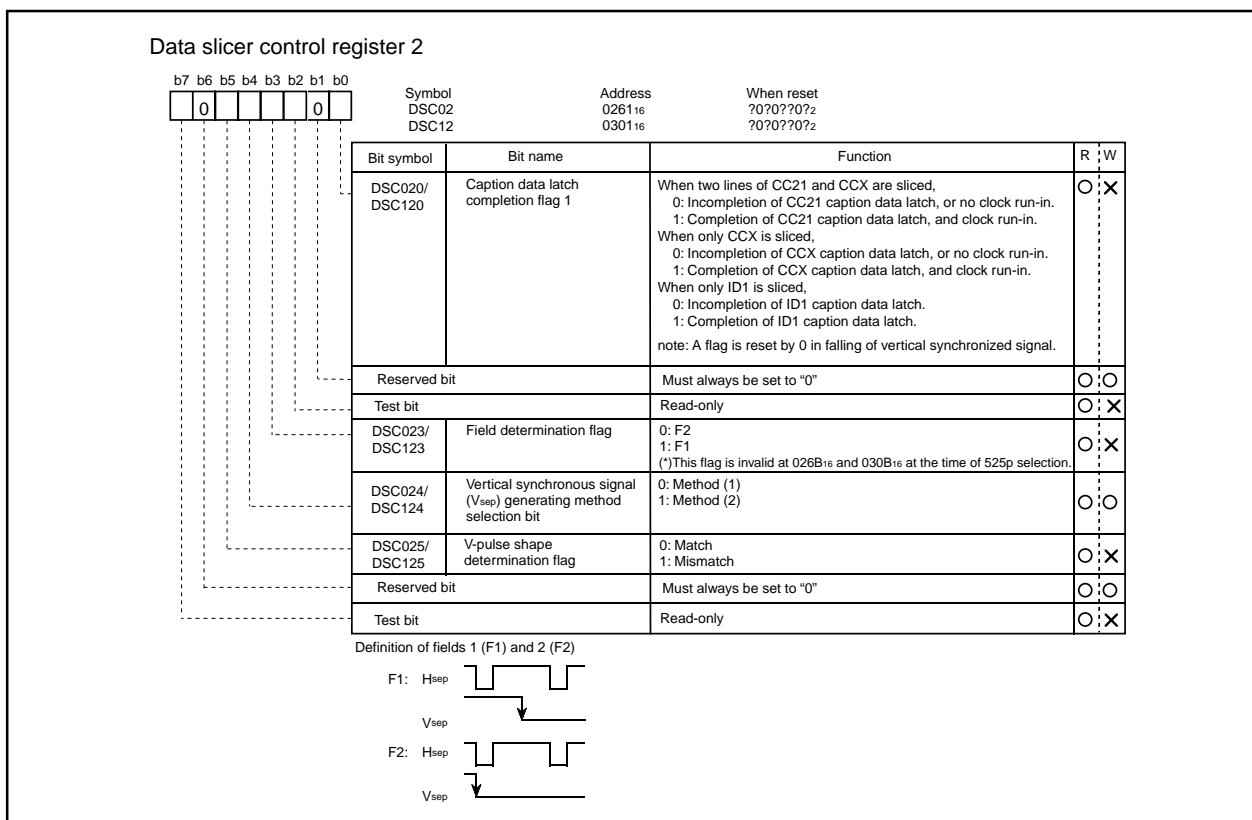 Data slicer control register 2
b7 b6 b5 b4 b3 b2 b1 b0
0 0
Symbol Address When reset
DSC02 026116 ?0?0??0?2
DSC12 030116 ?0?0??0?2
Bit symbol Bit name Function R W
DSC020/
DSC120
Caption data latch
completion flag 1
When two lines of CC21 and CCX are sliced,
0: Incompletion of CC21 caption data latch, or no clock run-in.
1: Completion of CC21 caption data latch, and clock run-in.
When only CCX is sliced,
0: Incompletion of CCX caption data latch, or no clock run-in.
1: Completion of CCX caption data latch, and clock run-in.
When only ID1 is sliced,
0: Incompletion of ID1 caption data latch.
1: Completion of ID1 caption data latch.
note: A flag is reset by 0 in falling of vertical synchronized signal.
Reserved bit Must always be set to “0”
Test bit Read-only
DSC023/
DSC123
Field determination flag
0: F2
1: F1
(*)This flag is invalid at 026B16 and 030B16 at the time of 525p selection.
DSC024/
DSC124
Vertical synchronous signal
(Vsep) generating method
selection bit
0: Method (1)
1: Method (2)
DSC025/
DSC125
V-pulse shape
determination flag
0: Match
1: Mismatch
Reserved bit Must always be set to “0”
Test bit Read-only
Definition of fields 1 (F1) and 2 (F2)
F1: Hsep
Vsep
F2: Hsep
Vsep